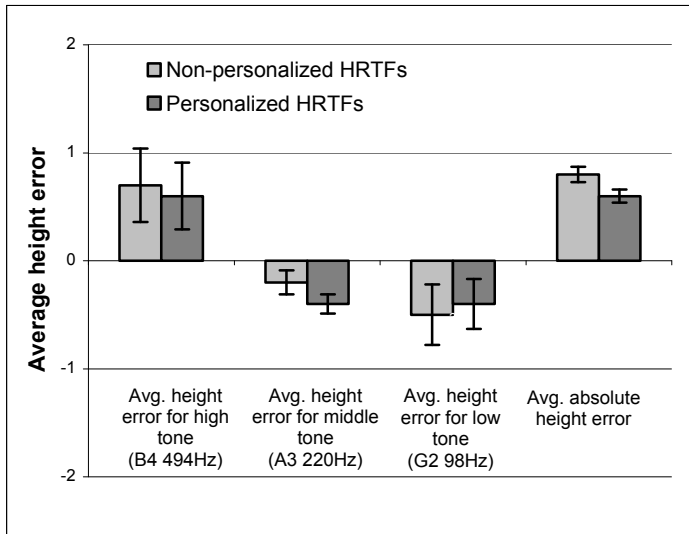 2
Non-personalized HRTFs
Personalized HRTFs
1
0
-1
-2
Average height error
Avg. height
error for high
tone
(B4 494Hz)
Avg. height
error for middle
tone
(A3 220Hz)
Avg. height
error for low
tone
(G2 98Hz)
Avg. absolute
height error